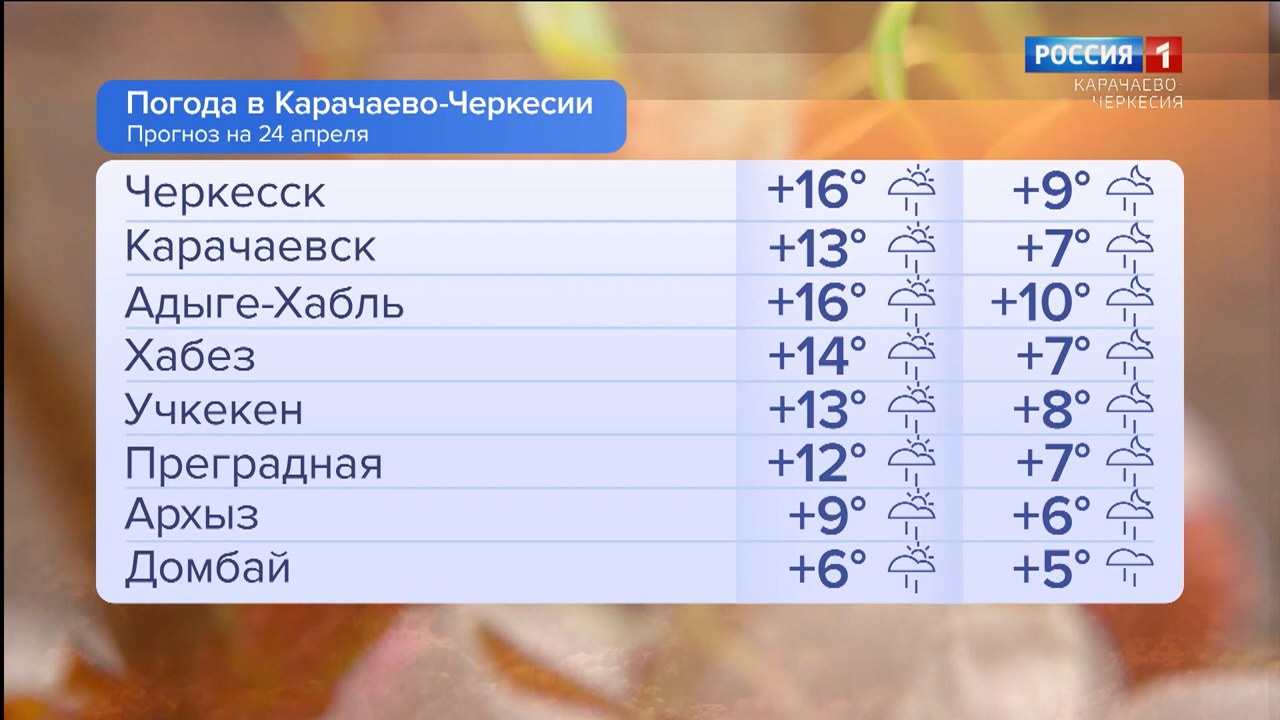 РОССИЯ 1
КАРАЧАЕВО-
ЧЕРКЕСИЯ
Погода в Карачаево-Черкесии
Прогноз на 24 апреля
Черкесск +16° +9°
Карачаевск +13° +7°
Адыге-Хабль +16° +10°
Хабез +14° +7°
Учкекен +13° +8°
Преградная +12° +7°
Архыз +9° +6°
Домбай +6° +5°